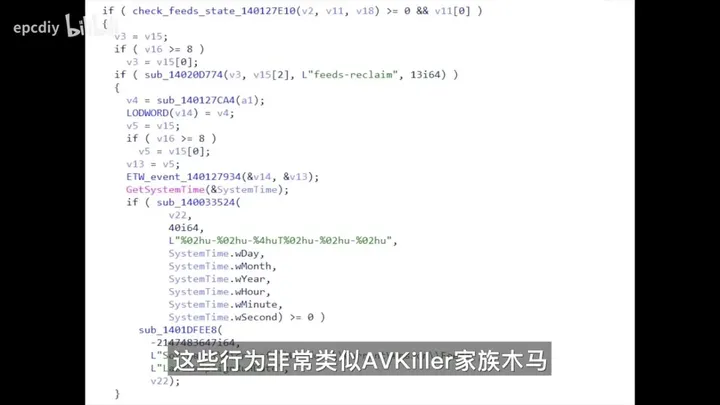 epcdiy bilibili
if ( check_feeds_state_140127E10(v2, v11, v18) >= 0 && v11[0] )
{
v3 = v15;
if ( v16 >= 8 )
v3 = v15[0];
if ( sub_14020D774(v3, v15[2], L"feeds-reclaim", 13i64) )
{
v4 = sub_140127CA4(a1);
LODWORD(v14) = v4;
v5 = v15;
if ( v16 >= 8 )
v5 = v15[0];
v13 = v5;
ETW_event_140127934(&v14, &v13);
GetSystemTime(&SystemTime);
if ( sub_140033524(
v22,
40i64,
L"%02hu-%02hu-%4huT%02hu-%02hu-%02hu",
SystemTime.wDay,
SystemTime.wMonth,
SystemTime.wYear,
SystemTime.wHour,
SystemTime.wMinute,
SystemTime.wSecond) >= 0 )
sub_1401DFEE8(
-2147483647i64,
这些行为非常类似AVKiller家族木马
v22);
}